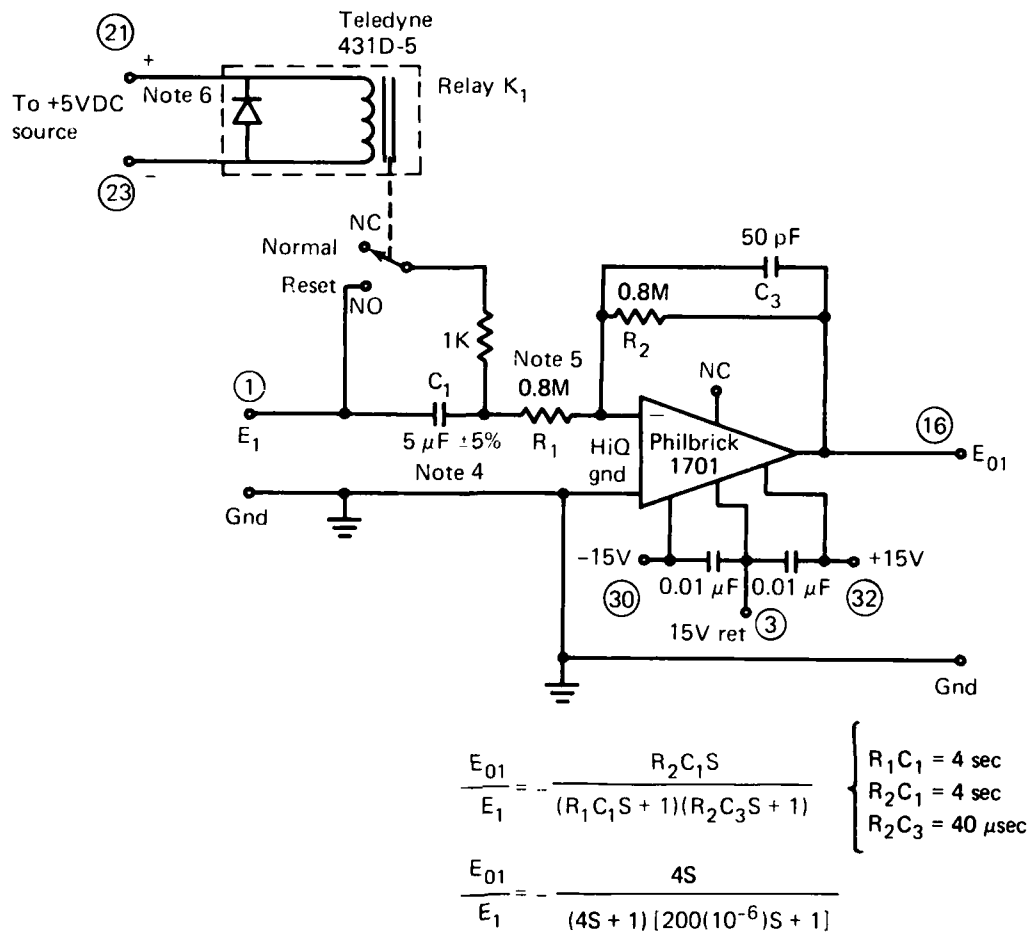 Teledyne
431D-5
21
+
Note 6
Relay K1
To +5VDC
source
-
23
NC
Normal
Reset
NO
1K
50 pF
C3
0.8M
R2
Note 5
0.8M
R1
NC
1
E1
C1
5 μF ±5%
Note 4
Gnd
HiQ
gnd
−
Philbrick
1701
16
E01
-15V
+15V
0.01 μF
0.01 μF
30
32
15V ret
3
Gnd
E01/E1 = - R2C1S/(R1C1S + 1)(R2C3S + 1)
R1C1 = 4 sec
R2C1 = 4 sec
R2C3 = 40 μsec
E01/E1 = - 4S/(4S + 1) [200(10-6)S + 1]